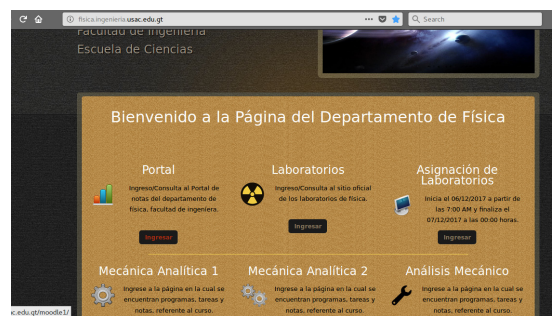 fisica.ingenieria.usac.edu.gt
Search
Facultad de Ingeniería
Escuela de Ciencias
Bienvenido a la Página del Departamento de Física
Portal
Ingreso/Consulta al Portal de
notas del departamento de
física, facultad de ingeniera.
Ingresar
Laboratorios
Ingreso/Consulta al sitio oficial
de los laboratorios de física.
Ingresar
Asignación de
Laboratorios
Inicia el 06/12/2017 a partir de
las 7:00 AM y finaliza el
07/12/2017 a las 00:00 horas.
Ingresar
Mecánica Analítica 1
Ingrese a la página en la cual se
encuentran programas, tareas y
notas, referente al curso.
Mecánica Analítica 2
Ingrese a la página en la cual se
encuentran programas, tareas y
notas, referente al curso.
Análisis Mecánico
Ingrese a la página en la cual se
encuentran programas, tareas y
notas, referente al curso.
c.edu.gt/moodle1/